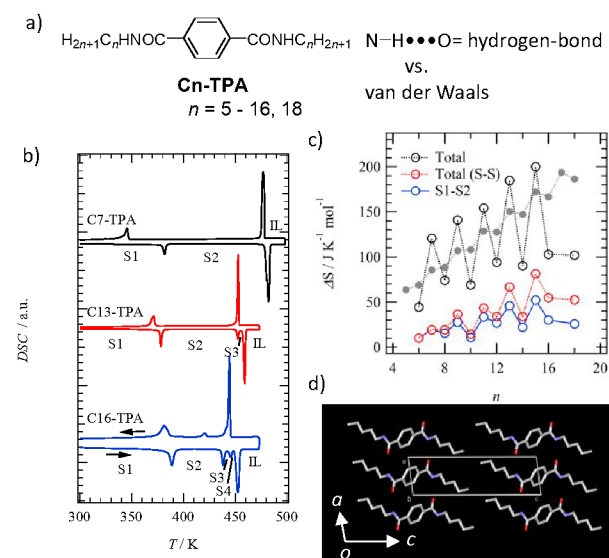 a)
H2n+1CnHNOC CONHCnH2n+1
Cn-TPA
n = 5 - 16, 18
N-H•••O= hydrogen-bond
vs.
van der Waals
b)
C7-TPA
S1
S2
IL
C13-TPA
S1
S2
S3
IL
C16-TPA
S1
S2
S3
S4
IL
DSC / a.u.
300 350 400 450 500
T / K
c)
Total
Total (S-S)
S1-S2
200
150
100
50
0
ΔS / J K⁻¹ mol⁻¹
4 8 12 16 20
n
d)
a
b
c
a
o
c